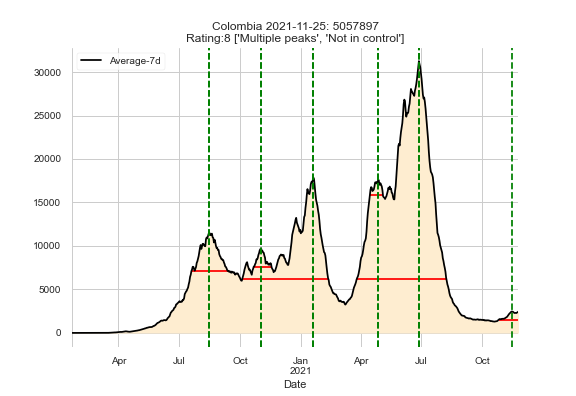 Colombia 2021-11-25: 5057897
Rating:8 ['Multiple peaks', 'Not in control']
Average-7d
30000
25000
20000
15000
10000
5000
0
Apr Jul Oct Jan Apr Jul Oct
2021
Date